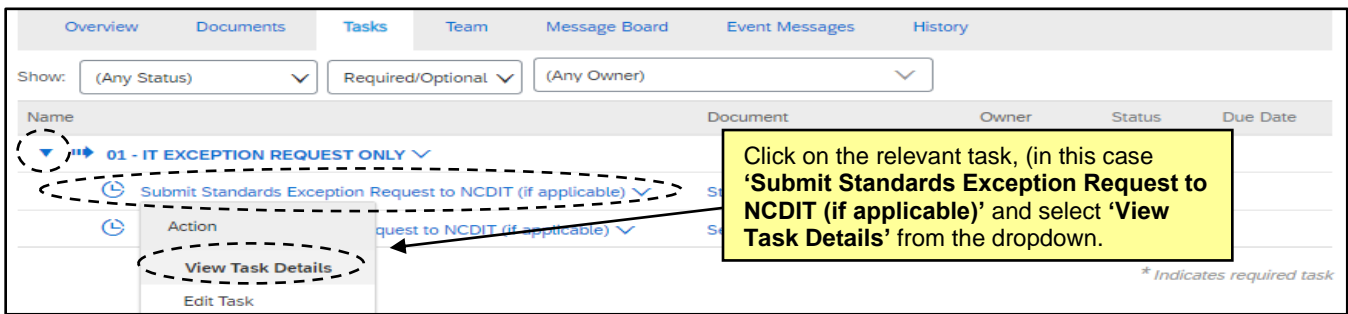 Overview Documents Tasks Team Message Board Event Messages History
Show: (Any Status) Required/Optional (Any Owner)
Name Document Owner Status Due Date
01 - IT EXCEPTION REQUEST ONLY
Submit Standards Exception Request to NCDIT (if applicable) St
Action quest to NCDIT (if applicable) Se
View Task Details
Edit Task
Click on the relevant task, (in this case
‘Submit Standards Exception Request to
NCDIT (if applicable)’ and select ‘View
Task Details’ from the dropdown.
* Indicates required task